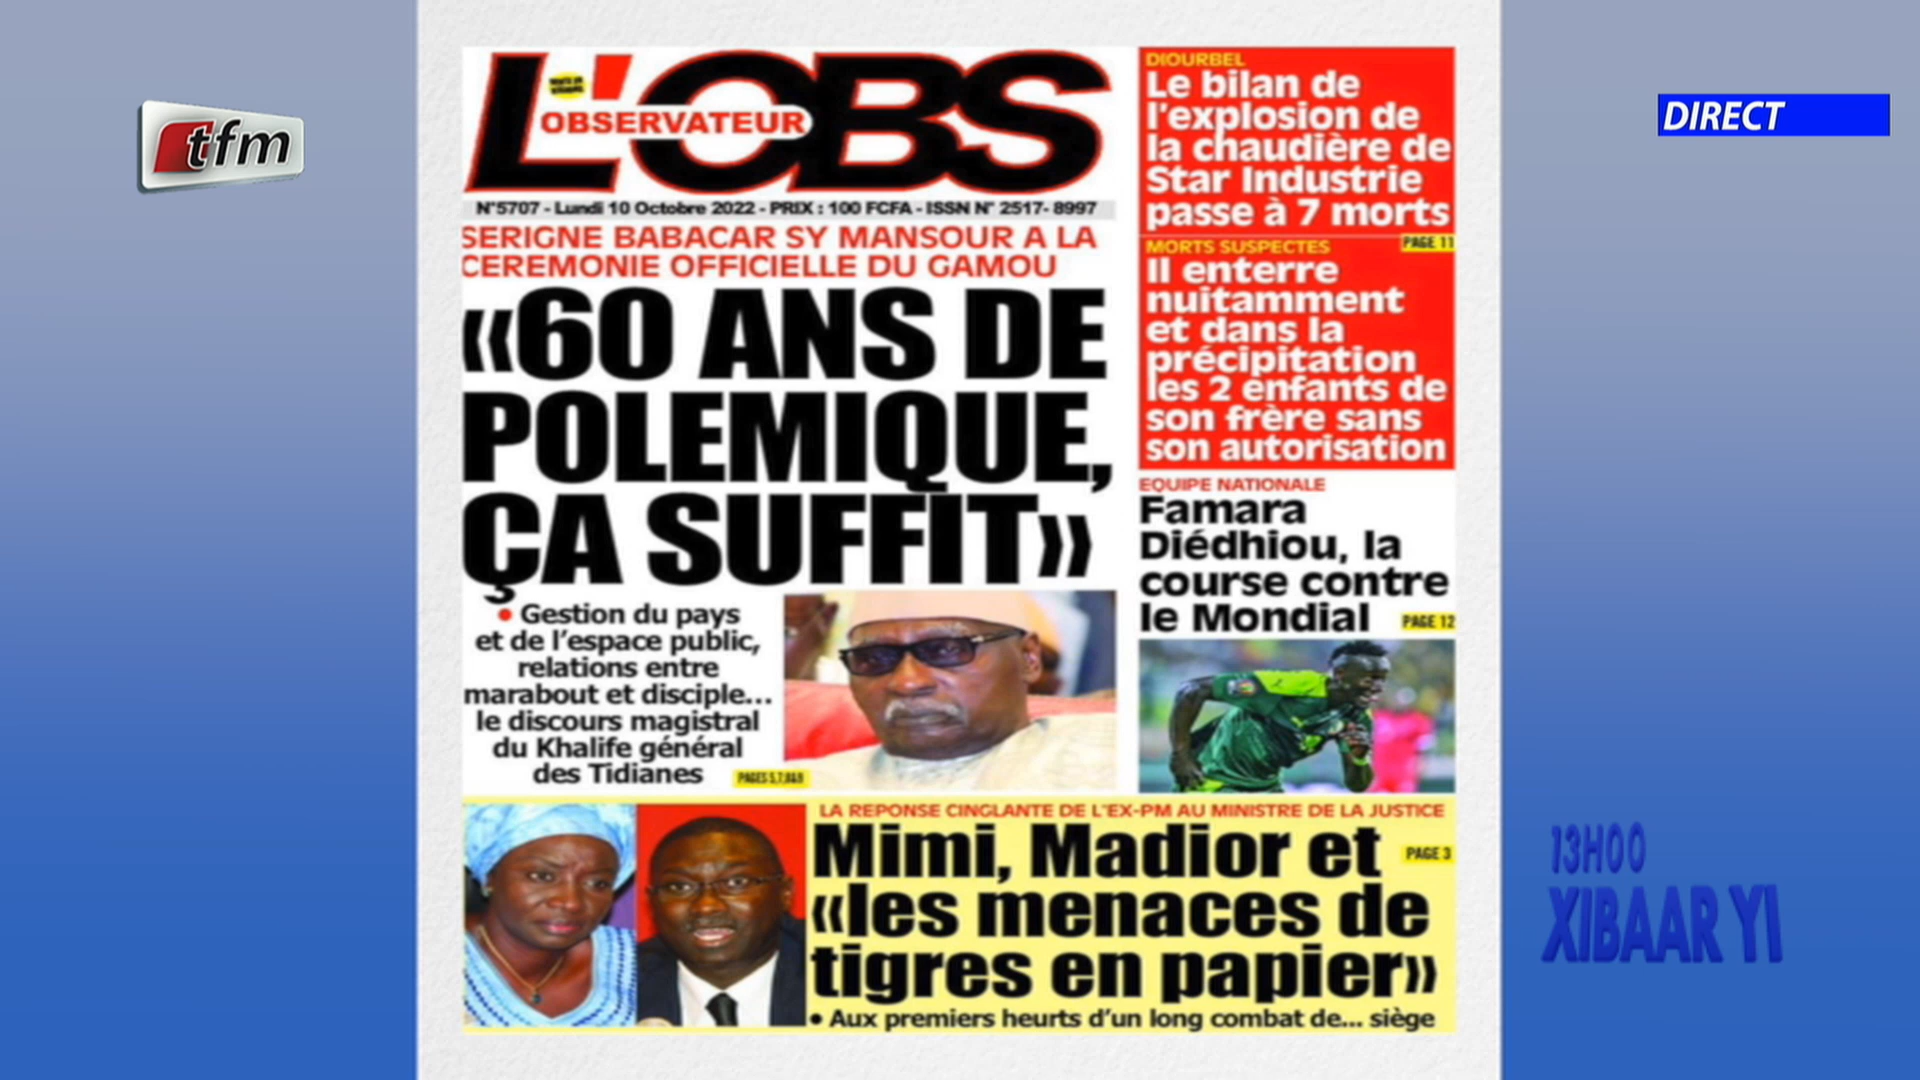 tfm
DIRECT
L'OBS
OBSERVATEUR
N°5707 - Lundi 10 Octobre 2022 - PRIX : 100 FCFA - ISSN N° 2517- 8997
SERIGNE BABACAR SY MANSOUR A LA
CEREMONIE OFFICIELLE DU GAMOU
«60 ANS DE
POLEMIQUE,
ÇA SUFFIT»
• Gestion du pays
et de l'espace public,
relations entre
marabout et disciple...
le discours magistral
du Khalife général
des Tidianes
DIOURBEL
Le bilan de
l'explosion de
la chaudière de
Star Industrie
passe à 7 morts
PAGE 11
MORTS SUSPECTES
Il enterre
nuitamment
et dans la
précipitation
les 2 enfants de
son frère sans
son autorisation
EQUIPE NATIONALE
Famara
Diédhiou, la
course contre
le Mondial
PAGE 12
LA REPONSE CINGLANTE DE L'EX-PM AU MINISTRE DE LA JUSTICE
Mimi, Madior et
PAGE 3
«les menaces de
tigres en papier»
• Aux premiers heurts d'un long combat de... siège
13H00
XIBAAR YI